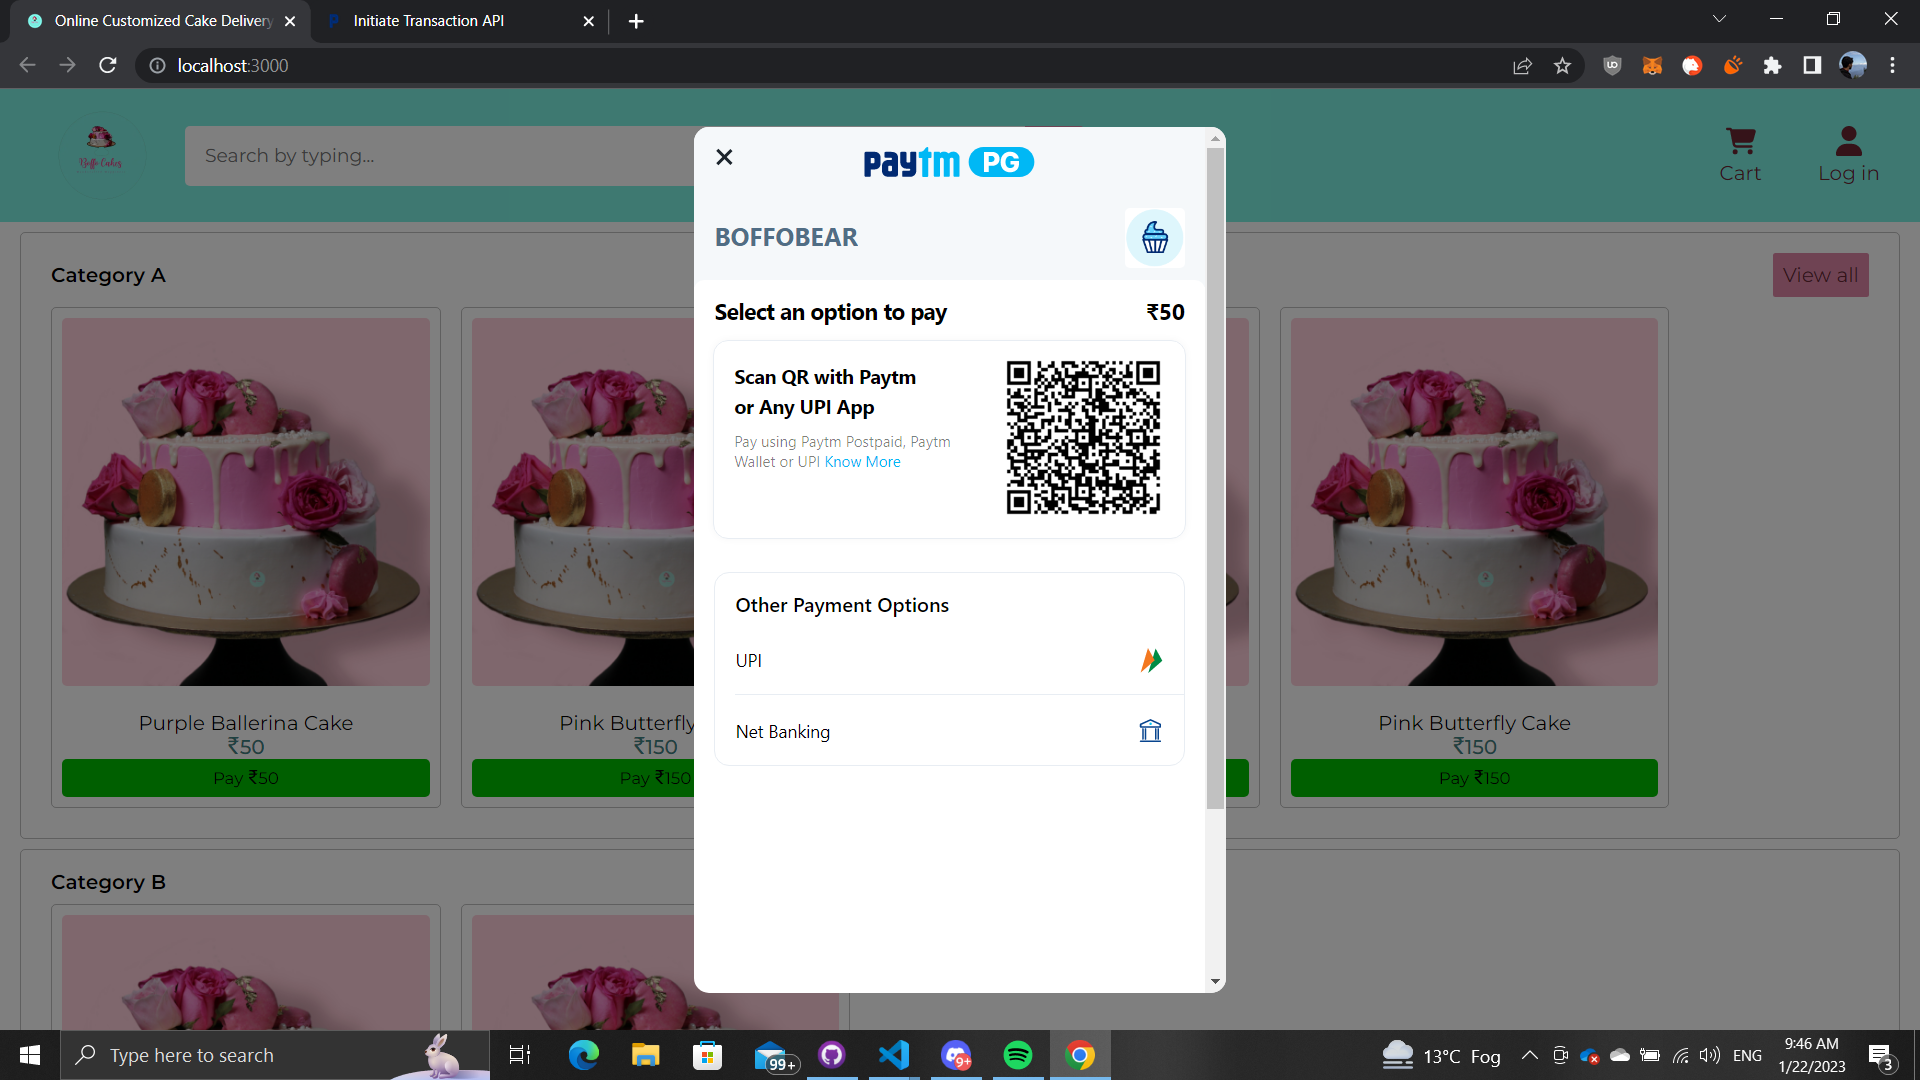 Online Customized Cake Delivery
Initiate Transaction API
localhost:3000
Boffo Cakes
Search by typing...
Cart
Log in
paytm PG
BOFFOBEAR
Category A
View all
Select an option to pay
₹50
Scan QR with Paytm
or Any UPI App
Pay using Paytm Postpaid, Paytm
Wallet or UPI Know More
Other Payment Options
UPI
Net Banking
Purple Ballerina Cake
₹50
Pay ₹50
Pink Butterfly
₹150
Pay ₹150
Pink Butterfly Cake
₹150
Pay ₹150
Category B
Type here to search
99+
9+
13°C Fog
ENG
9:46 AM
1/22/2023
3